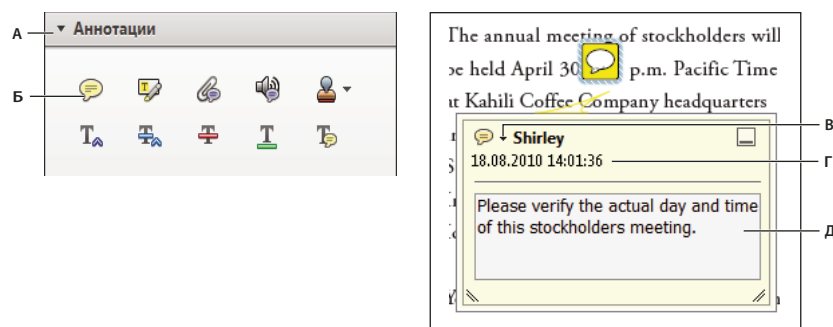 А
Аннотации
Б
The annual meeting of stockholders will
be held April 30 p.m. Pacific Time
at Kahili Coffee Company headquarters
Shirley
18.08.2010 14:01:36
Please verify the actual day and time
of this stockholders meeting.
В
Г
Д